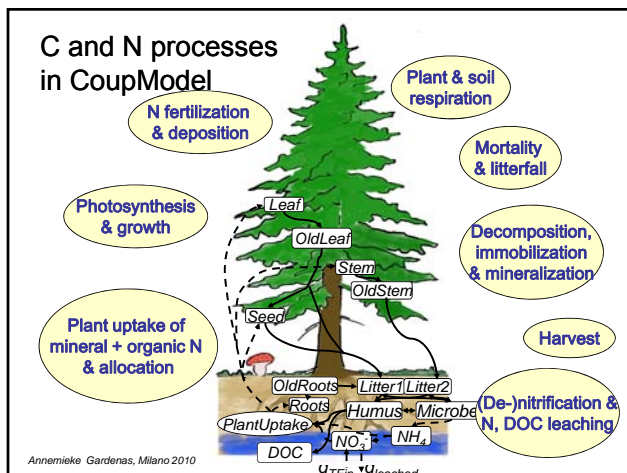 C and N processes
in CoupModel
Plant & soil
respiration
N fertilization
& deposition
Mortality
& litterfall
Photosynthesis
& growth
Leaf
OldLeaf
Decomposition,
immobilization
& mineralization
Stem
OldStem
Seed
Plant uptake of
mineral + organic N
& allocation
Harvest
OldRoots
Litter1
Litter2
Roots
Humus
Microbe
(De-)nitrification &
N, DOC leaching
PlantUptake
NO3
NH4
DOC
Annemieke Gardenas, Milano 2010